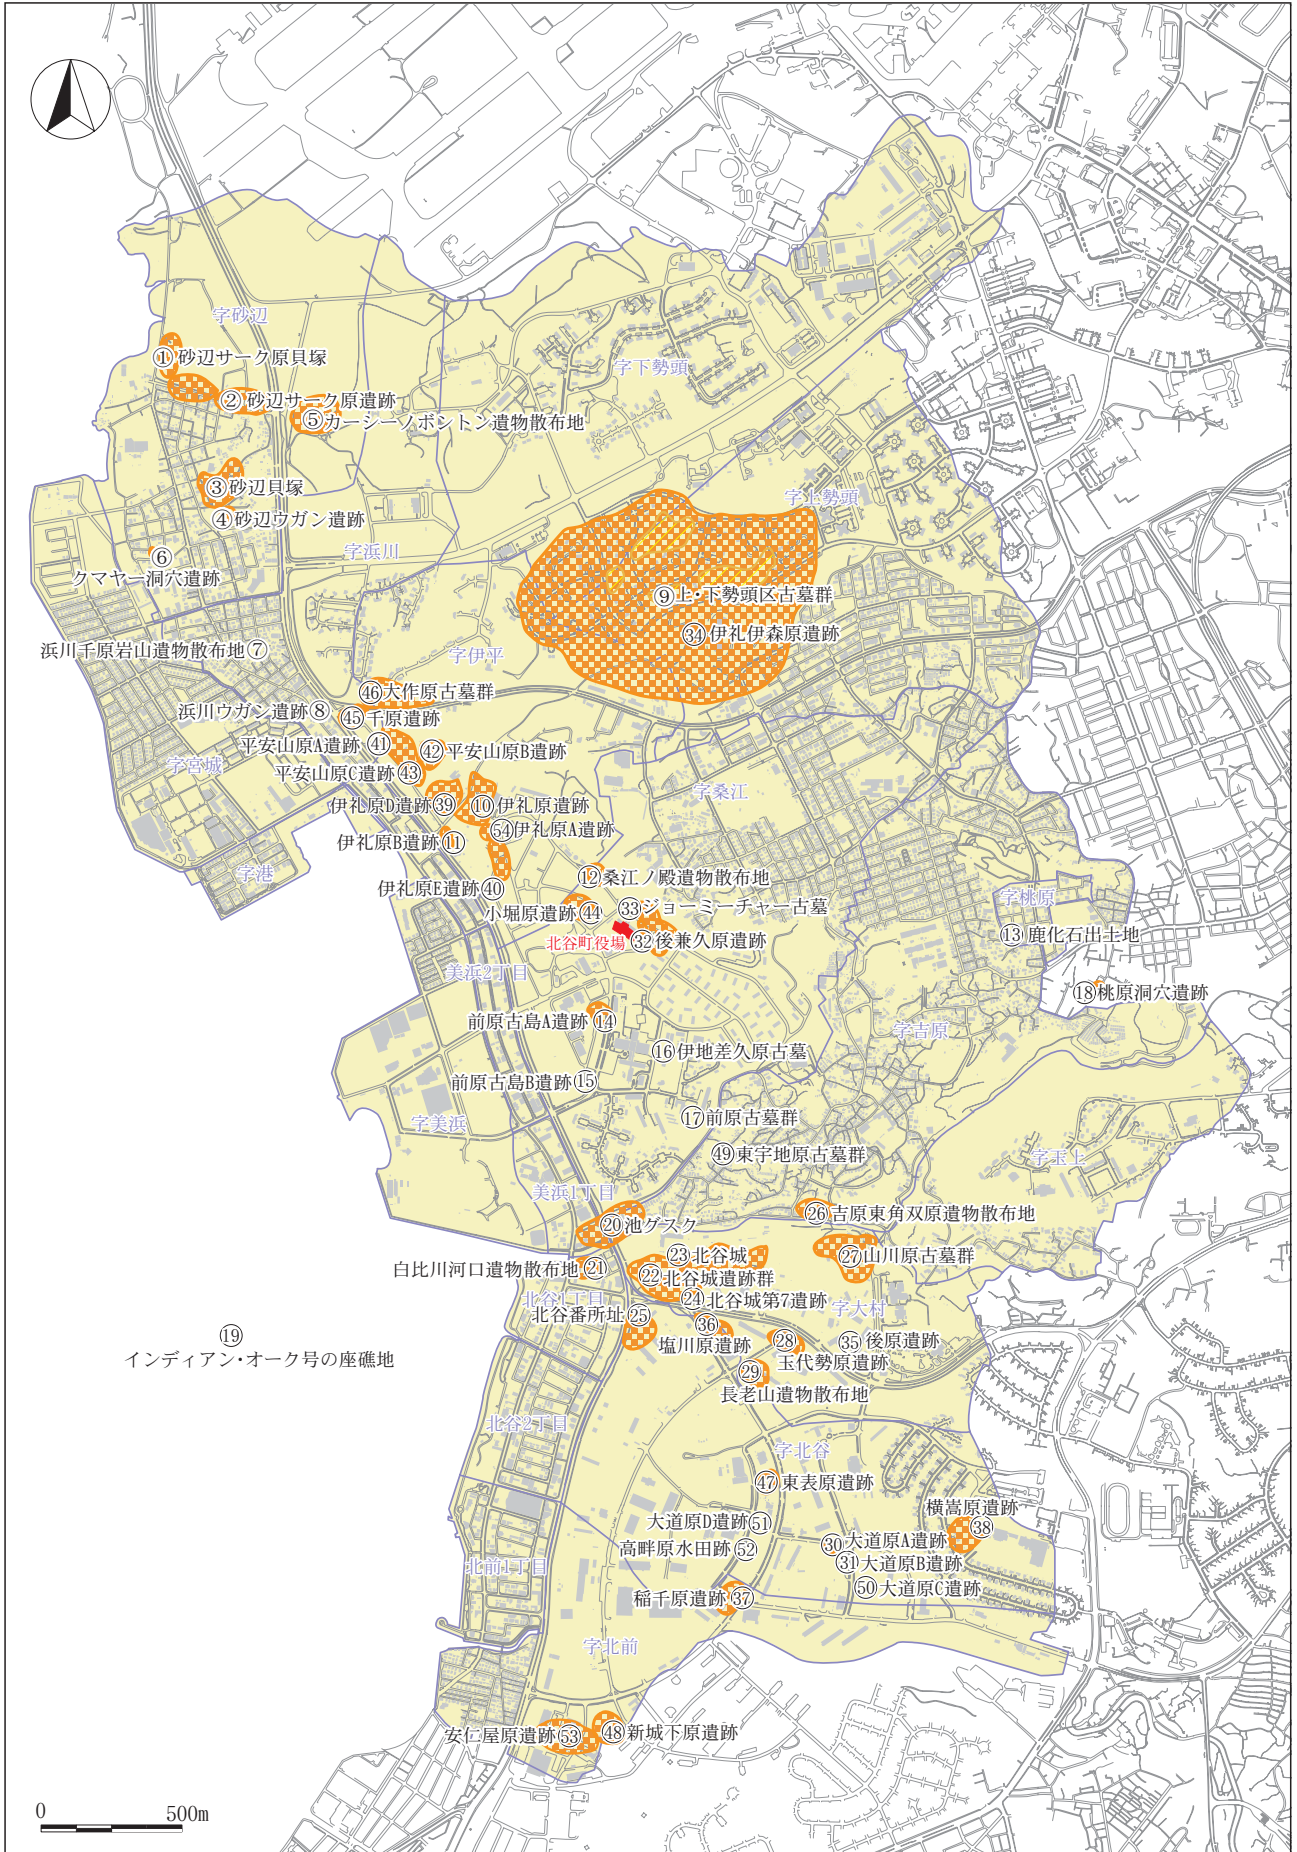 字砂辺
①砂辺サーク原貝塚
字下勢頭
②砂辺サーク原遺跡
⑤カーシーノボントン遺物散布地
③砂辺貝塚
字上勢頭
④砂辺ウガン遺跡
字浜川
⑥
クマヤー洞穴遺跡
⑨上・下勢頭区古墓群
㉞伊礼伊森原遺跡
浜川千原岩山遺物散布地⑦
字伊平
㊻大作原古墓群
浜川ウガン遺跡⑧
㊺千原遺跡
平安山原A遺跡㊶
㊷平安山原B遺跡
字宮城
平安山原C遺跡㊸
字桑江
伊礼原D遺跡㊴
⑩伊礼原遺跡
伊礼原B遺跡⑪
54伊礼原A遺跡
字港
伊礼原E遺跡㊵
⑫桑江ノ殿遺物散布地
字桃原
小堀原遺跡㊹
㉝ジョーミーチャー古墓
北谷町役場
㉜後兼久原遺跡
⑬鹿化石出土地
美浜2丁目
⑱桃原洞穴遺跡
前原古島A遺跡⑭
字吉原
⑯伊地差久原古墓
前原古島B遺跡⑮
字美浜
⑰前原古墓群
㊾東宇地原古墓群
字玉上
美浜1丁目
⑳池グスク
㉖吉原東角双原遺物散布地
㉓北谷城
㉗山川原古墓群
白比川河口遺物散布地㉑
㉒北谷城遺跡群
北谷1丁目
㉔北谷城第7遺跡
字大村
北谷番所址㉕
㊱
塩川原遺跡
㉘
玉代勢原遺跡
㉟後原遺跡
⑲
インディアン・オーク号の座礁地
㉙
長老山遺物散布地
北谷2丁目
字北谷
㊼東表原遺跡
横嵩原遺跡
㊳
大道原D遺跡51
高畔原水田跡52
㉚大道原A遺跡
㉛大道原B遺跡
北前1丁目
㊿大道原C遺跡
稲千原遺跡㊲
字北前
安仁屋原遺跡53
㊽新城下原遺跡
0 500m